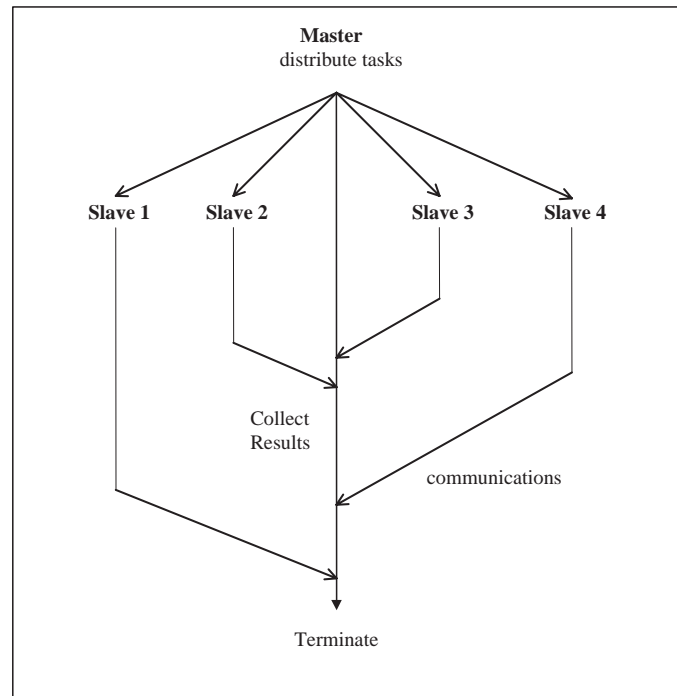 Master
distribute tasks
Slave 1
Slave 2
Slave 3
Slave 4
Collect
Results
communications
Terminate